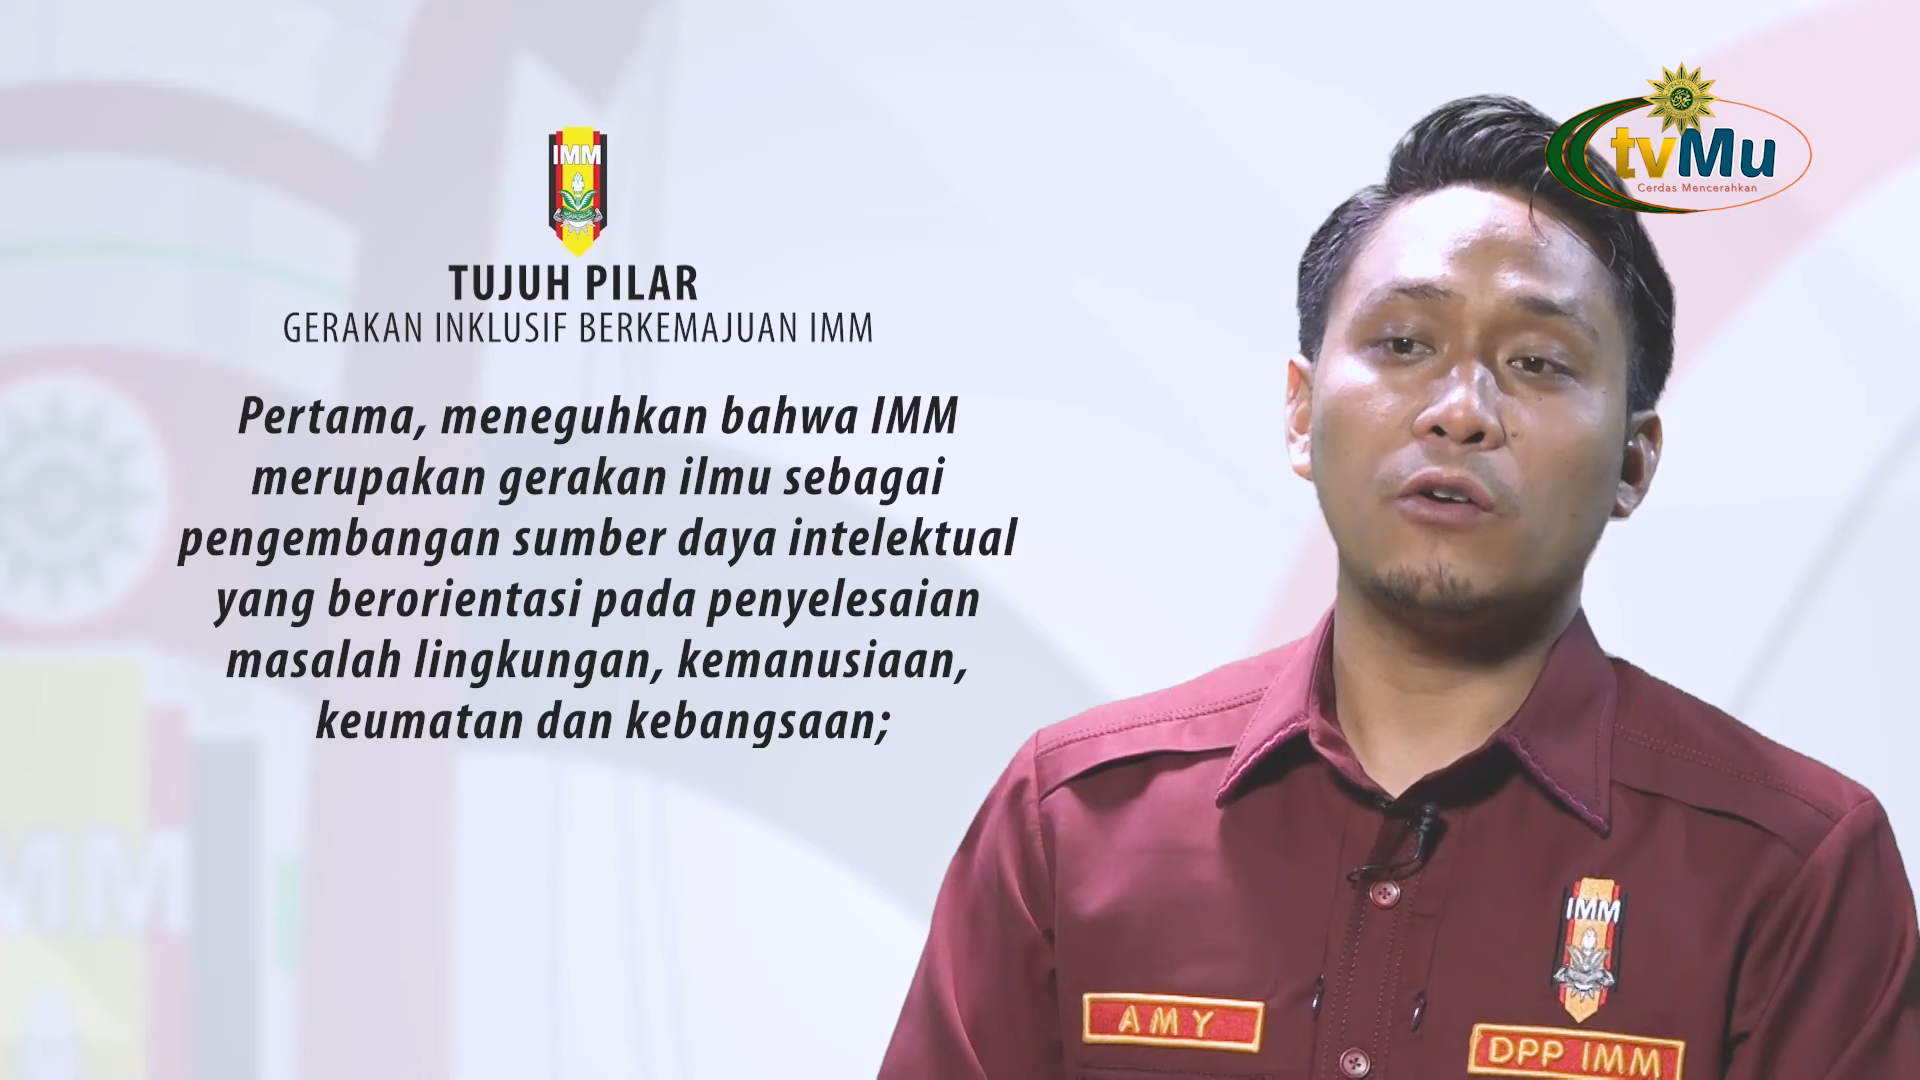 IMM
TUJUH PILAR
GERAKAN INKLUSIF BERKEMAJUAN IMM
Pertama, meneguhkan bahwa IMM
merupakan gerakan ilmu sebagai
pengembangan sumber daya intelektual
yang berorientasi pada penyelesaian
masalah lingkungan, kemanusiaan,
keumatan dan kebangsaan;
tvMu
Cerdas Mencerahkan
IMM
AMY
DPP IMM
IMM